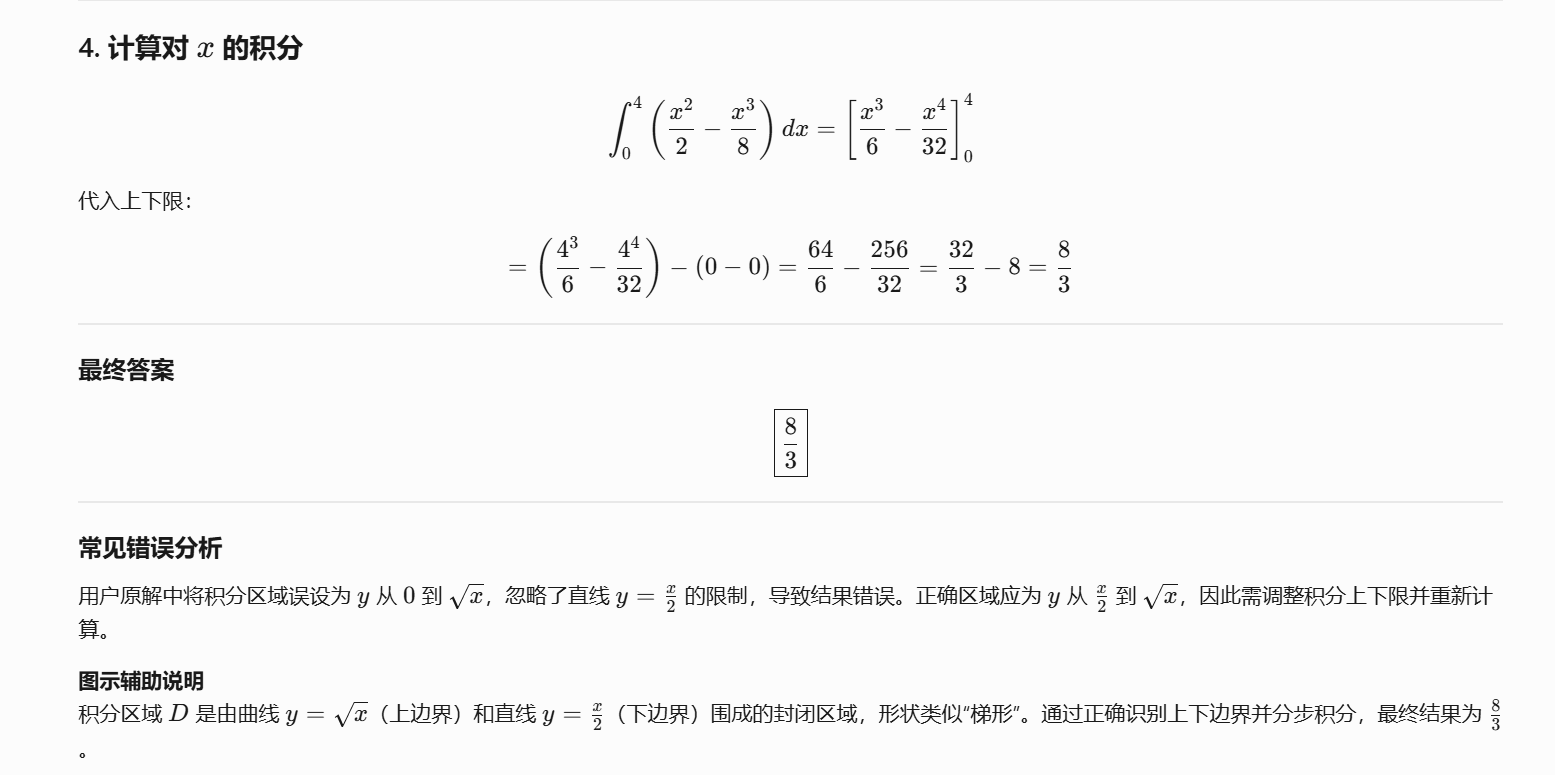 4. 计算对 x 的积分
$$\int_0^4 \left( \frac{x^2}{2} - \frac{x^3}{8} \right) dx = \left[ \frac{x^3}{6} - \frac{x^4}{32} \right]_0^4$$
代入上下限：
$$= \left( \frac{4^3}{6} - \frac{4^4}{32} \right) - (0 - 0) = \frac{64}{6} - \frac{256}{32} = \frac{32}{3} - 8 = \frac{8}{3}$$
最终答案
$$\boxed{\frac{8}{3}}$$
常见错误分析
用户原解中将积分区域误设为 $y$ 从 $0$ 到 $\sqrt{x}$，忽略了直线 $y = \frac{x}{2}$ 的限制，导致结果错误。正确区域应为 $y$ 从 $\frac{x}{2}$ 到 $\sqrt{x}$，因此需调整积分上下限并重新计
算。
图示辅助说明
积分区域 $D$ 是由曲线 $y = \sqrt{x}$（上边界）和直线 $y = \frac{x}{2}$（下边界）围成的封闭区域，形状类似"梯形"。通过正确识别上下边界并分步积分，最终结果为 $\frac{8}{3}$
。